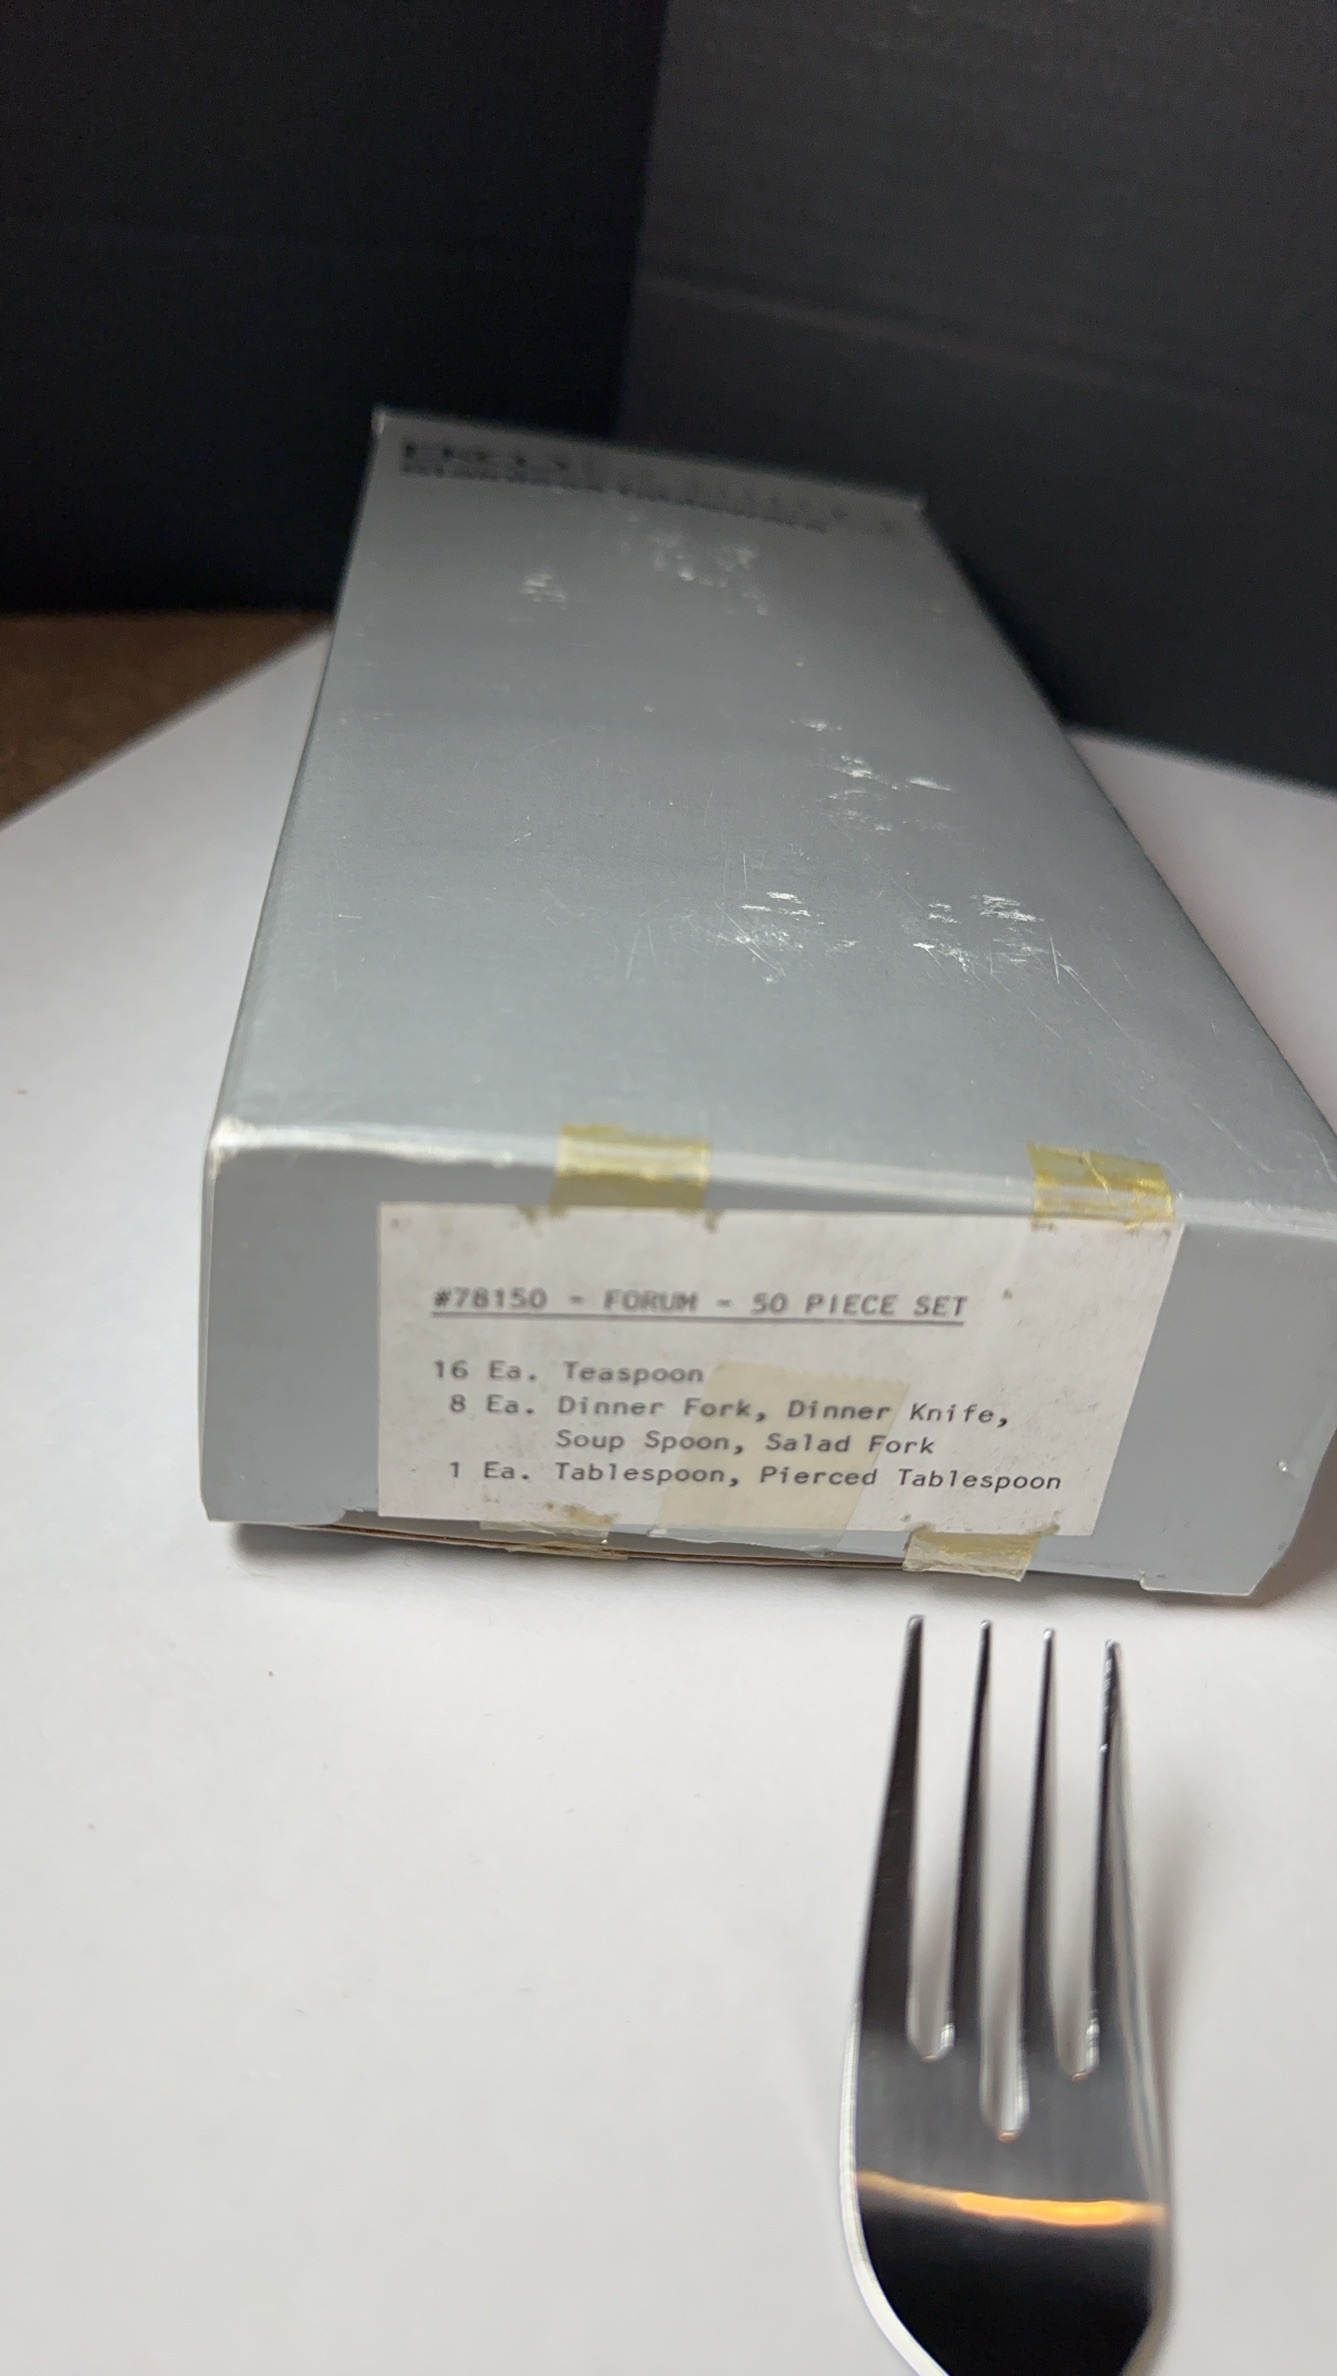 #78150 - FORUM - 50 PIECE SET
16 Ea. Teaspoon
8 Ea. Dinner Fork, Dinner Knife,
Soup Spoon, Salad Fork
1 Ea. Tablespoon, Pierced Tablespoon